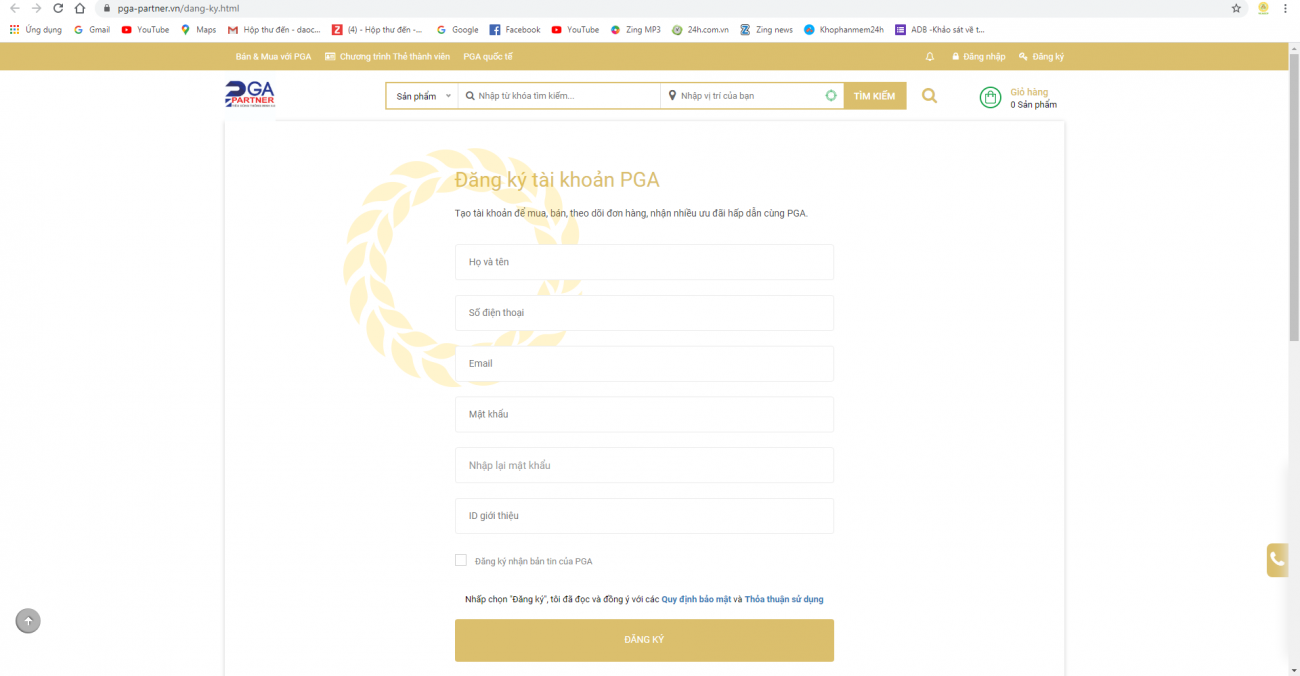 pga-partner.vn/dang-ky.html
Ứng dụng Gmail YouTube Maps Hộp thư đến - daoc... (4) - Hộp thư đến -... Google Facebook YouTube Zing MP3 24h.com.vn Zing news Khophanmem24h ADB -Khảo sát về t...
Bán & Mua với PGA Chương trình Thẻ thành viên PGA quốc tế Đăng nhập Đăng ký
PGA
PARTNER
Sản phẩm Nhập từ khóa tìm kiếm... Nhập vị trí của bạn TÌM KIẾM
Giỏ hàng
0 Sản phẩm
Đăng ký tài khoản PGA
Tạo tài khoản để mua, bán, theo dõi đơn hàng, nhận nhiều ưu đãi hấp dẫn cùng PGA.
Họ và tên
Số điện thoại
Email
Mật khẩu
Nhập lại mật khẩu
ID giới thiệu
Đăng ký nhận bản tin của PGA
Nhấp chọn "Đăng ký", tôi đã đọc và đồng ý với các Quy định bảo mật và Thỏa thuận sử dụng
ĐĂNG KÝ